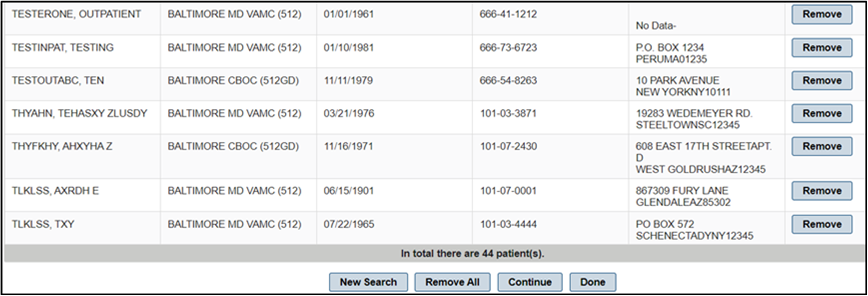 TESTERONE, OUTPATIENT BALTIMORE MD VAMC (512) 01/01/1961 666-41-1212 Remove
No Data-
TESTINPAT, TESTING BALTIMORE MD VAMC (512) 01/10/1981 666-73-6723 P.O. BOX 1234 Remove
PERUMA01235
TESTOUTABC, TEN BALTIMORE CBOC (512GD) 11/11/1979 666-54-8263 10 PARK AVENUE Remove
NEW YORKNY10111
THYAHN, TEHASXY ZLUSDY BALTIMORE MD VAMC (512) 03/21/1976 101-03-3871 19283 WEDEMEYER RD. Remove
STEELTOWNSC12345
THYFKHY, AHXYHA Z BALTIMORE CBOC (512GD) 11/16/1971 101-07-2430 608 EAST 17TH STREETAPT. Remove
D
WEST GOLDRUSHAZ12345
TLKLSS, AXRDH E BALTIMORE MD VAMC (512) 06/15/1901 101-07-0001 867309 FURY LANE Remove
GLENDALEAZ85302
TLKLSS, TXY BALTIMORE MD VAMC (512) 07/22/1965 101-03-4444 PO BOX 572 Remove
SCHENECTADYNY12345
In total there are 44 patient(s).
New Search Remove All Continue Done